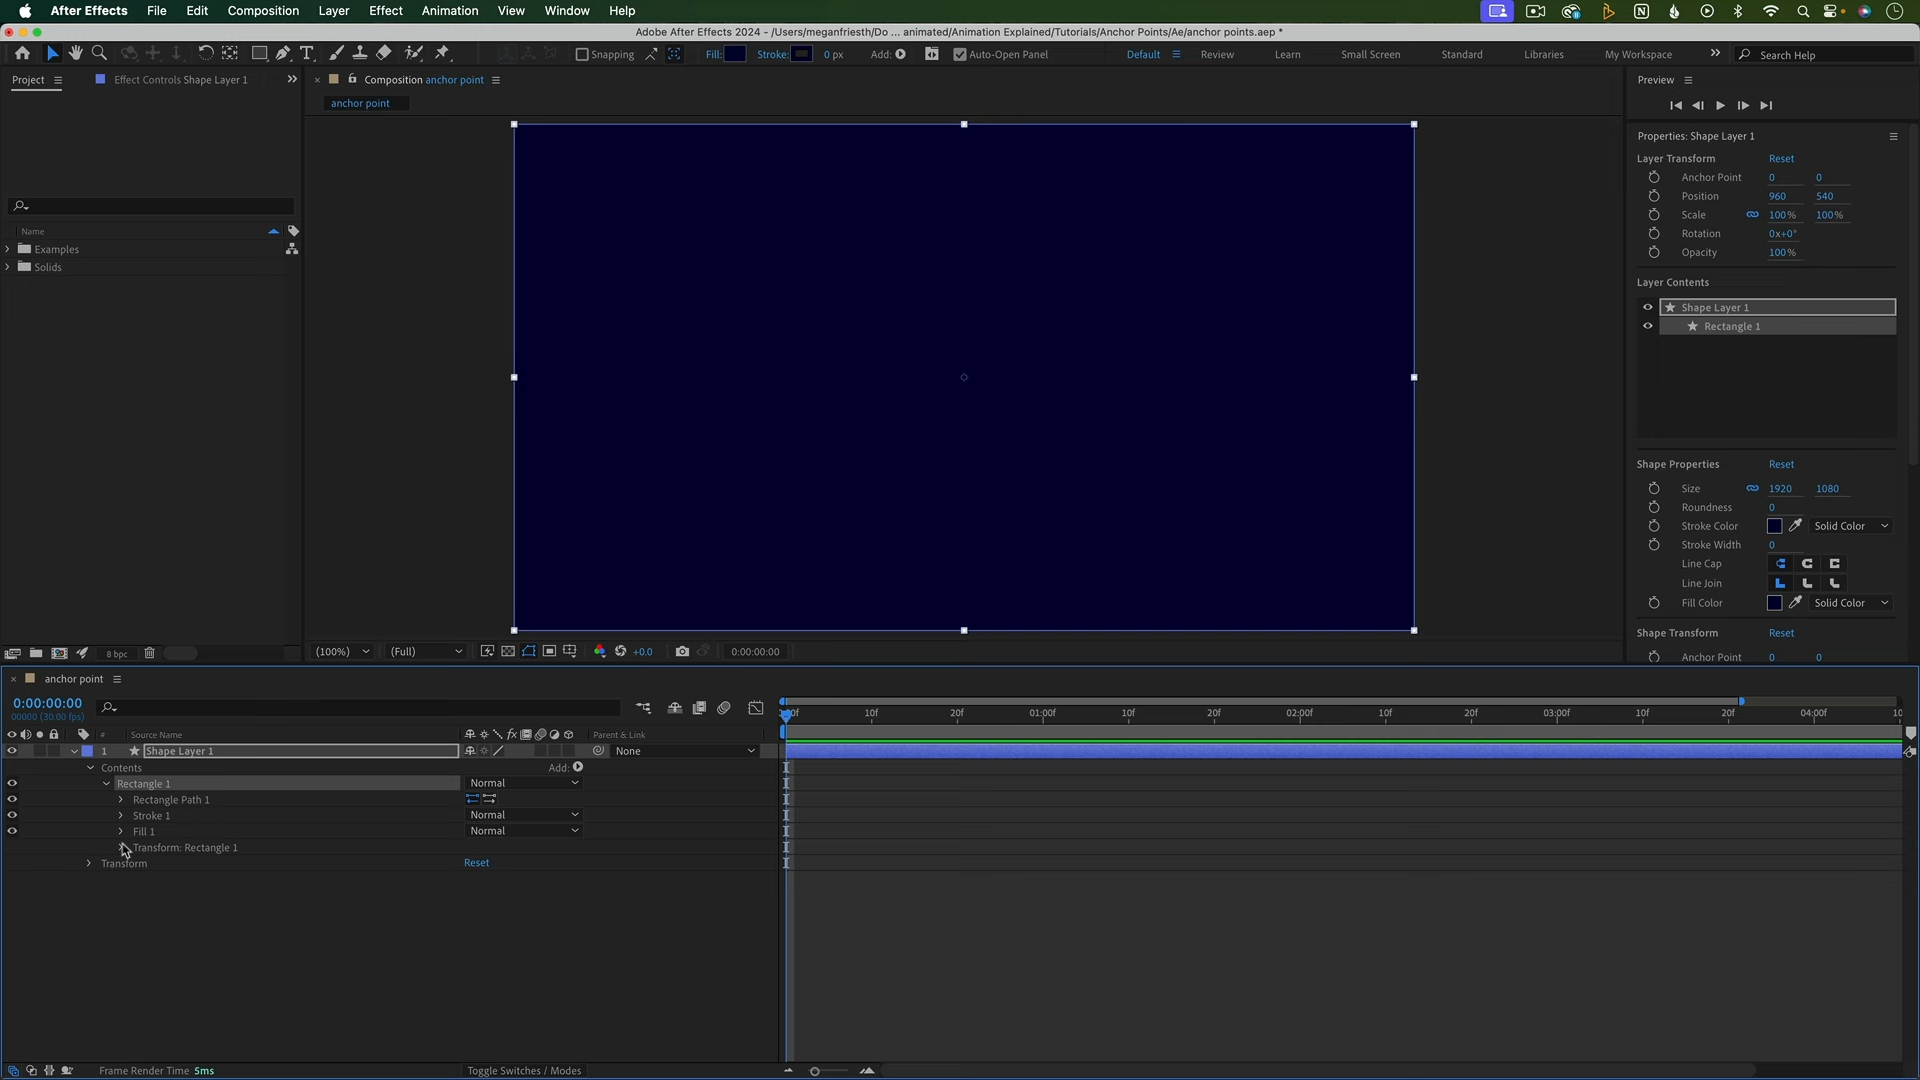 After Effects File Edit Composition Layer Effect Animation View Window Help
Adobe After Effects 2024 - /Users/meganfriesth/Do ... animated/Animation Explained/Tutorials/Anchor Points/Ae/anchor points.aep *
Snapping Fill: Stroke: 0 px Add: Auto-Open Panel Default Review Learn Small Screen Standard Libraries My Workspace Search Help
Project Effect Controls Shape Layer 1
Composition anchor point
anchor point
Preview
Properties: Shape Layer 1
Layer Transform Reset
Anchor Point 0 0
Position 960 540
Scale 100% 100%
Rotation 0x+0°
Opacity 100%
Layer Contents
Shape Layer 1
Rectangle 1
Shape Properties Reset
Size 1920 1080
Roundness 0
Stroke Color Solid Color
Stroke Width 0
Line Cap
Line Join
Fill Color Solid Color
Shape Transform Reset
Anchor Point 0 0
Name
Examples
Solids
8 bpc
(100%) (Full) +0.0 0:00:00:00
anchor point
0:00:00:00
00000 (30.00 fps)
10f 20f 01:00f 10f 20f 02:00f 10f 20f 03:00f 10f 20f 04:00f
# Source Name Parent & Link
1 Shape Layer 1 None
Contents Add:
Rectangle 1 Normal
Rectangle Path 1
Stroke 1 Normal
Fill 1 Normal
Transform: Rectangle 1
Transform Reset
Frame Render Time 5ms Toggle Switches / Modes